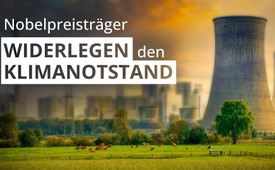 Nobelpreisträger
WIDERLEGEN den
KLIMANOTSTAND